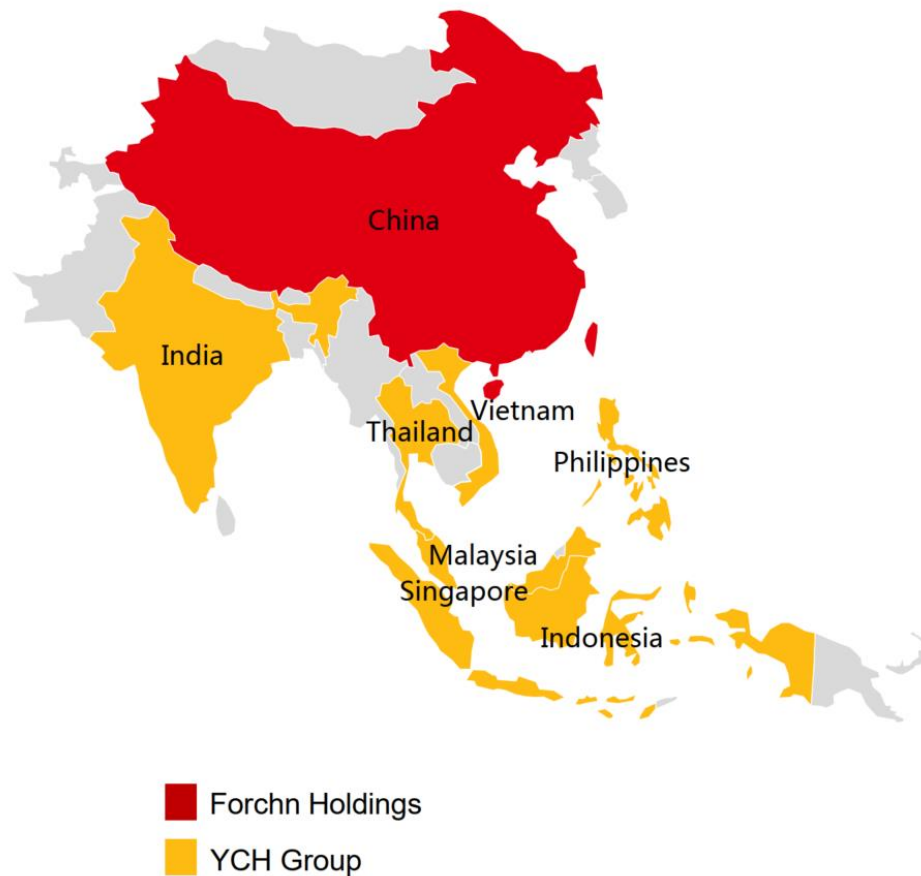 China
India
Vietnam
Thailand
Philippines
Malaysia
Singapore
Indonesia
Forchn Holdings
YCH Group